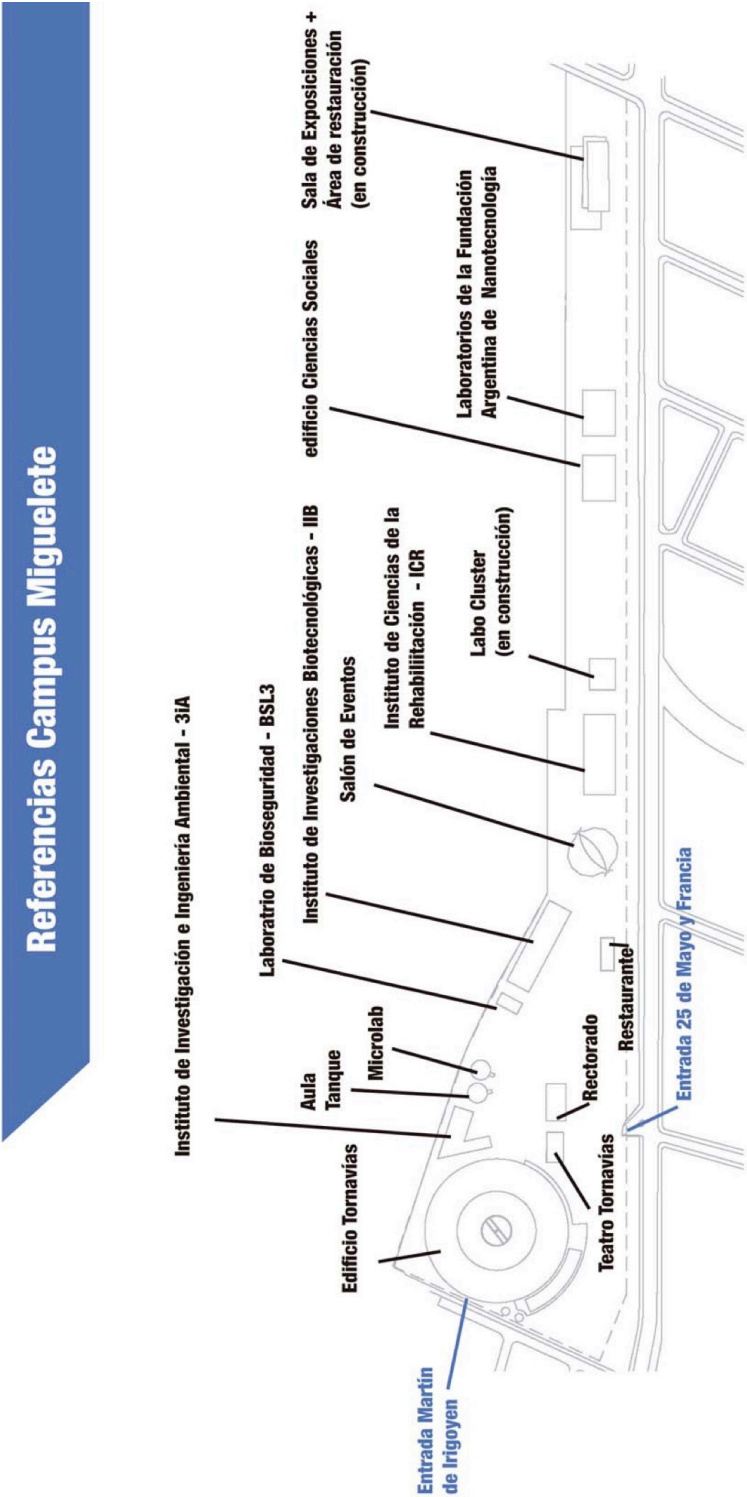 Referencias Campus Miguelete
Instituto de Investigación e Ingeniería Ambiental - 3iA
Laboratrio de Bioseguridad - BSL3
Instituto de Investigaciones Biotecnológicas - IIB
edificio Ciencias Sociales
Sala de Exposiciones +
Área de restauración
(en construcción)
Aula
Tanque
Microlab
Salón de Eventos
Edificio Tornavías
Instituto de Ciencias de la
Rehabiliitación - ICR
Labo Cluster
(en construcción)
Laboratorios de la Fundación
Argentina de Nanotecnología
Entrada Martín
de Irigoyen
Teatro Tornavías
Rectorado
Restaurante
Entrada 25 de Mayo y Francia